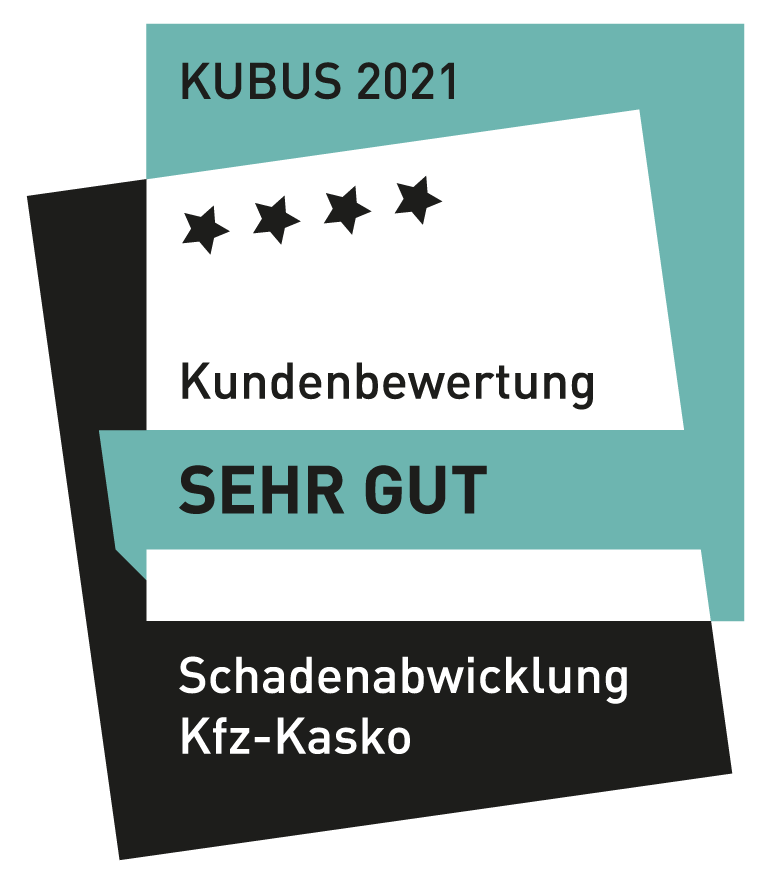 KUBUS 2021
Kundenbewertung
SEHR GUT
Schadenabwicklung
Kfz-Kasko